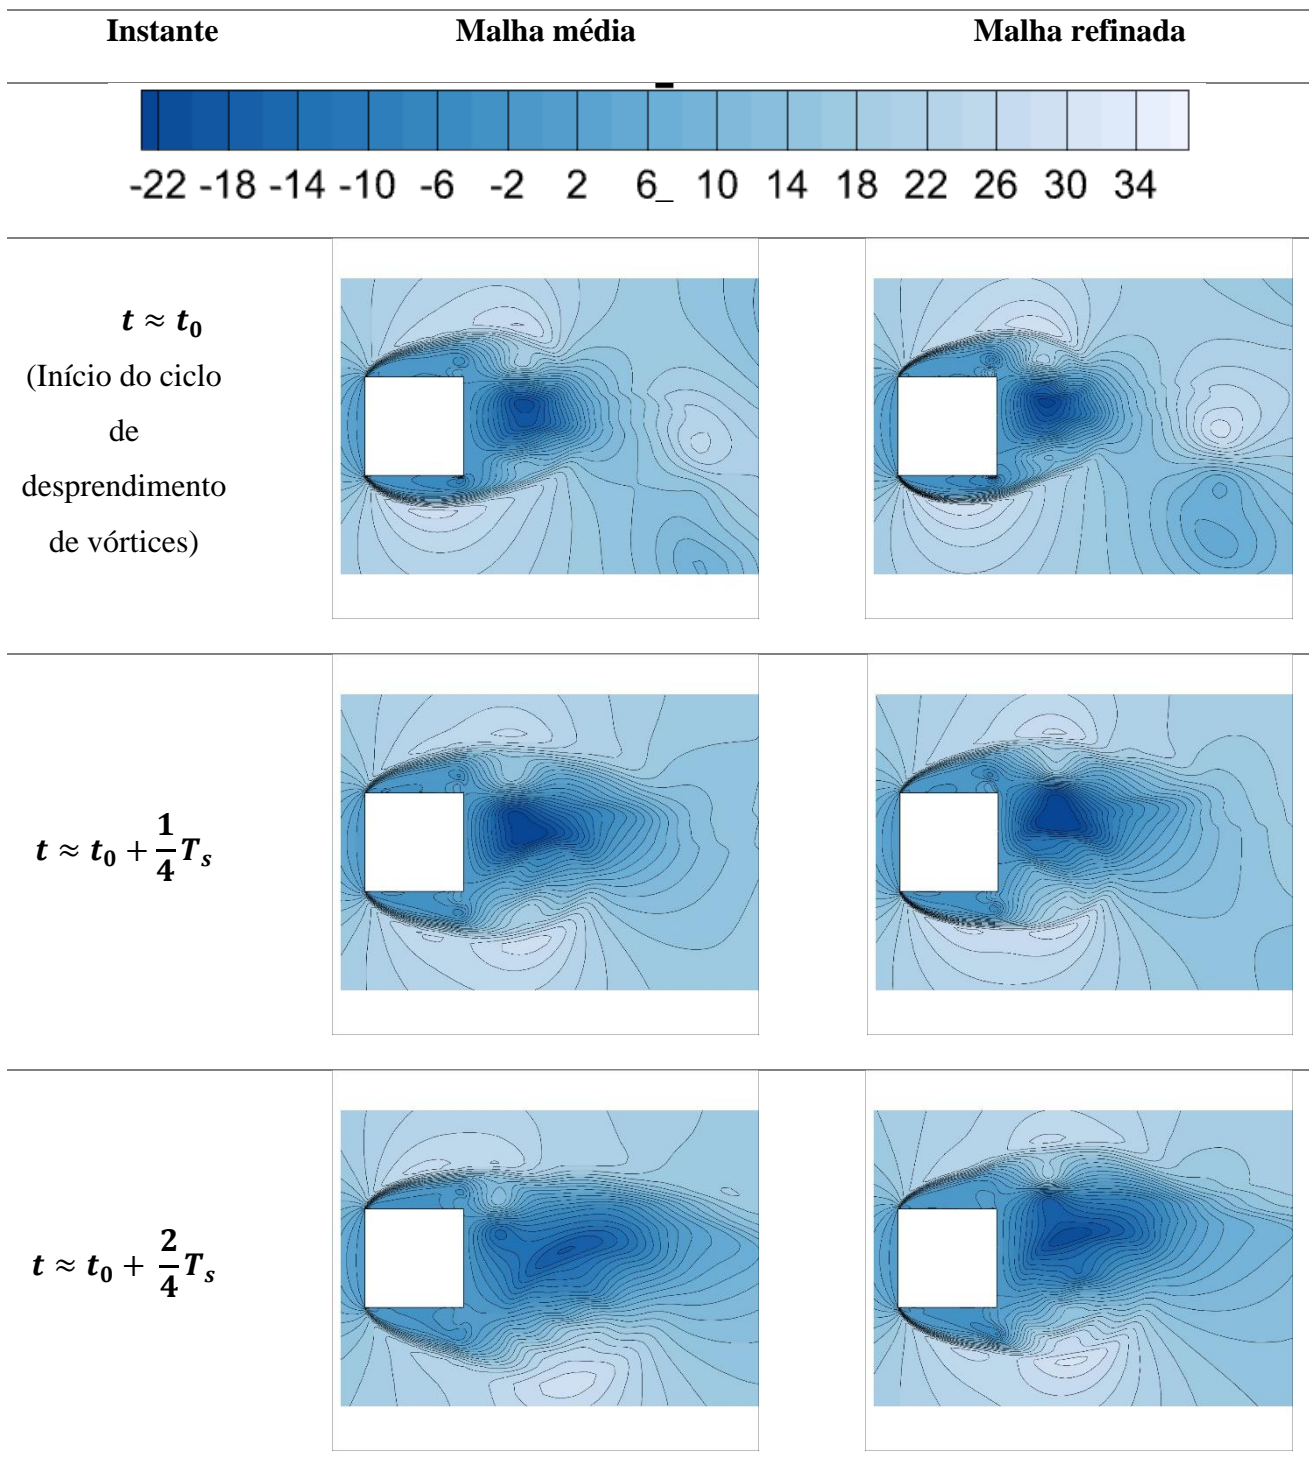 Instante Malha média Malha refinada
-22 -18 -14 -10 -6 -2 2 6_ 10 14 18 22 26 30 34
t ≈ t₀
(Início do ciclo
de
desprendimento
de vórtices)
t ≈ t₀ + 1/4 Tₛ
t ≈ t₀ + 2/4 Tₛ